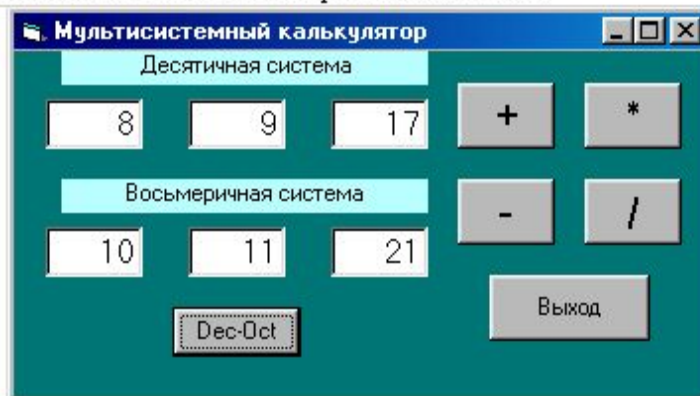 Мультисистемный калькулятор
Десятичная система
8 9 17
+ *
Восьмеричная система
10 11 21
- /
Dec-Oct
Выход